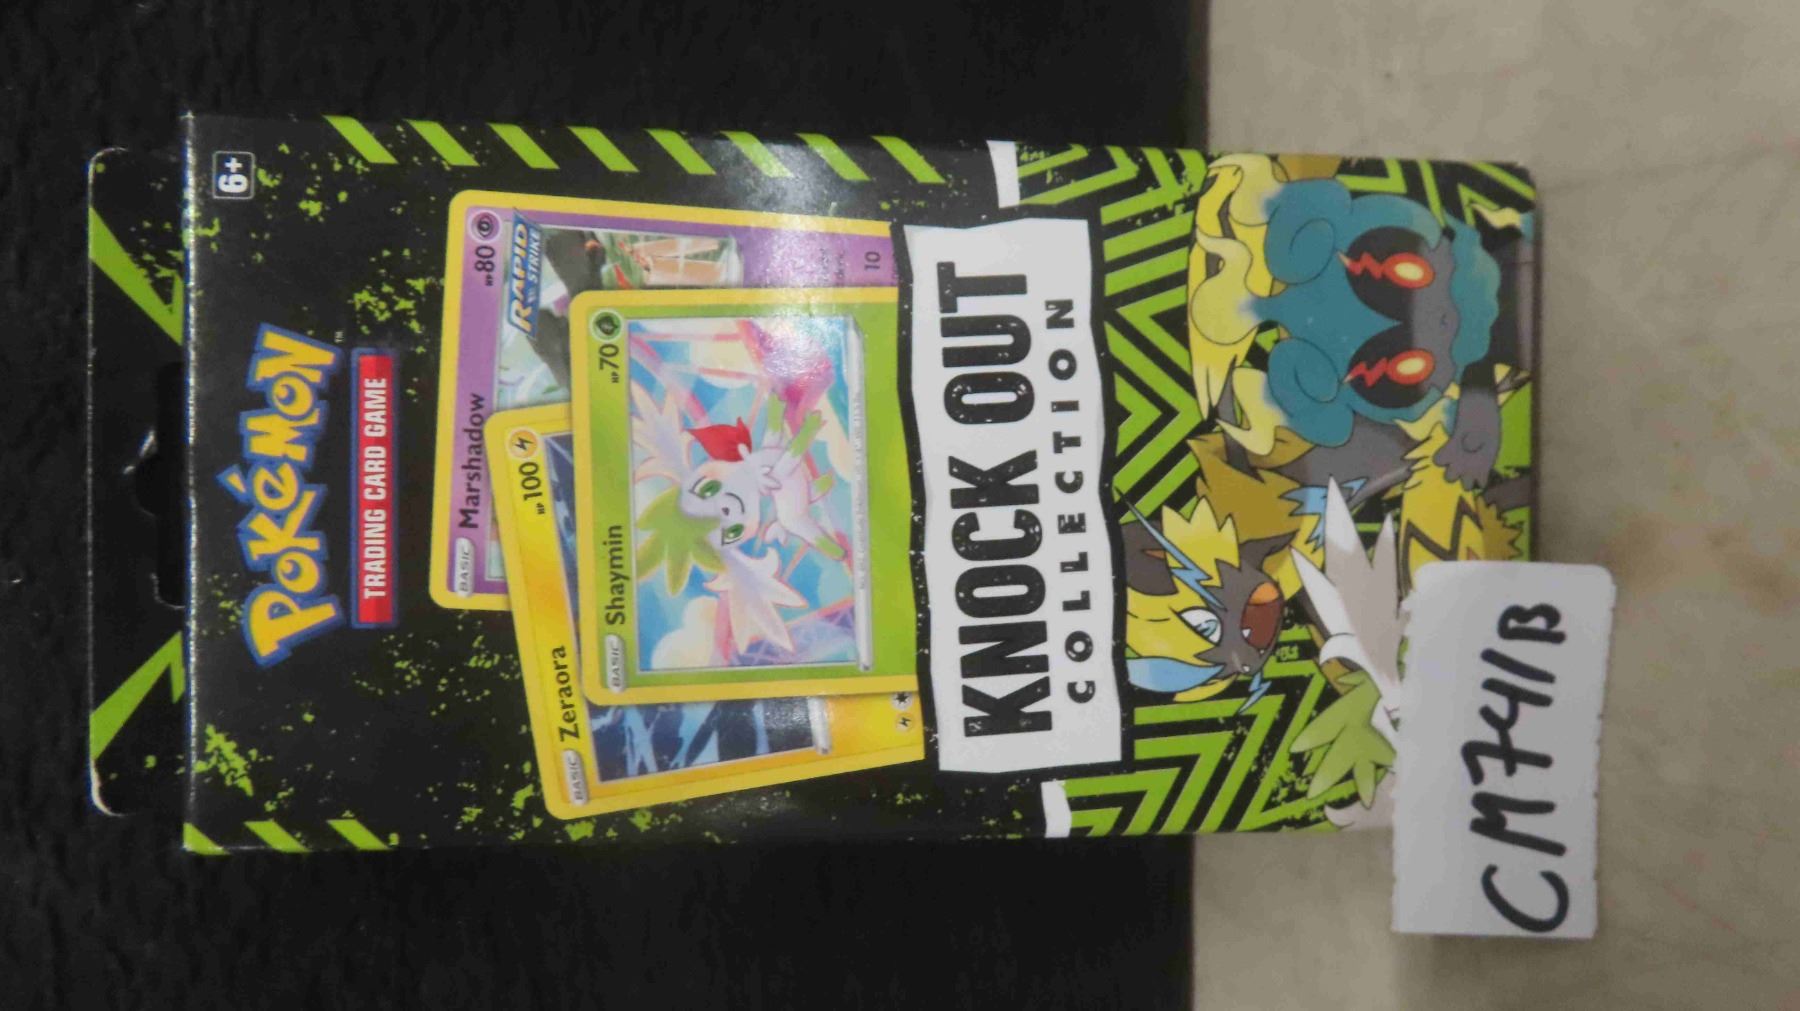 6+
POKéMON™
TRADING CARD GAME
BASIC
Marshadow
HP 80
RAPID
STRIKE
10
BASIC
Zeraora
HP 100
BASIC
Shaymin
HP 70
KNOCK OUT
COLLECTION
CM741B